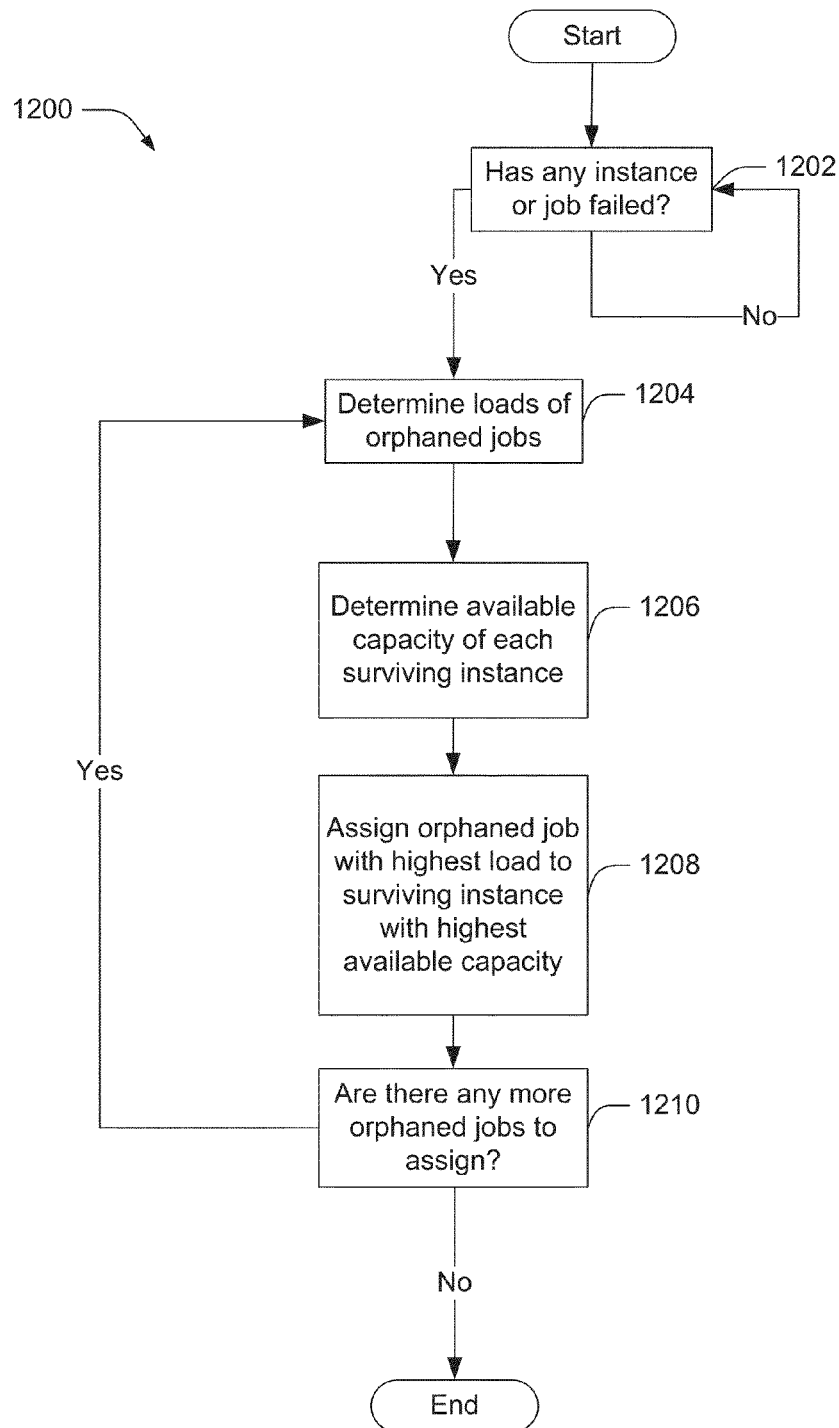 Start
1200
1202
Has any instance
or job failed?
Yes
No
1204
Determine loads of
orphaned jobs
1206
Determine available
capacity of each
surviving instance
Yes
Assign orphaned job
with highest load to
surviving instance
with highest
available capacity
1208
Are there any more
orphaned jobs to
assign?
1210
No
End